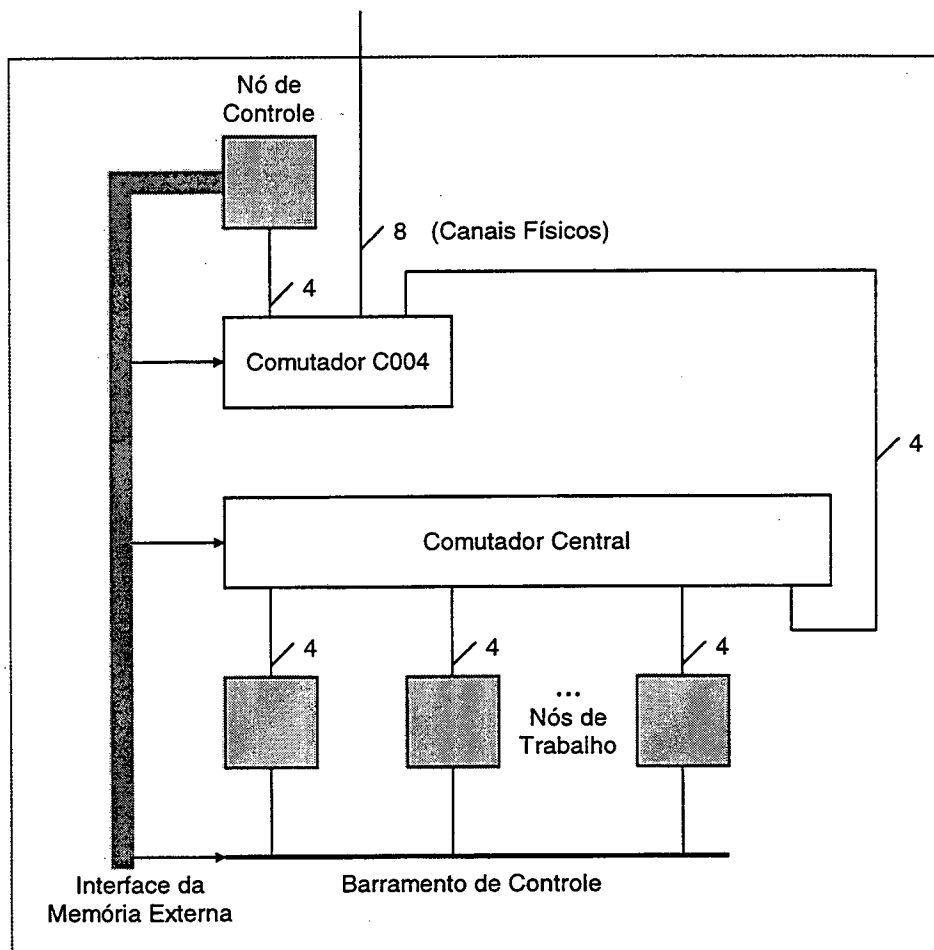 Nó de
Controle
8 (Canais Físicos)
4
Comutador C004
4
Comutador Central
4
4
4
...
Nós de
Trabalho
Interface da
Memória Externa
Barramento de Controle